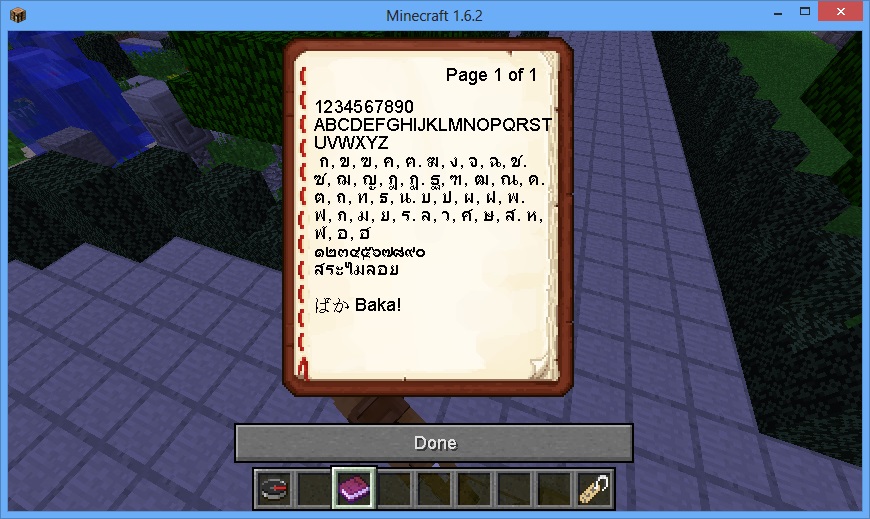 Minecraft 1.6.2
Page 1 of 1
1234567890
ABCDEFGHIJKLMNOPQRST
UVWXYZ
ก, ข, ฃ, ค, ฅ. ฆ, ง, จ, ฉ, ช.
ซ, ฌ, ญ, ฎ, ฏ. ฐ, ฑ, ฒ, ณ, ด.
ต, ถ, ท, ธ, น. บ, ป, ผ, ฝ, พ.
ฟ, ภ, ม, ย, ร. ล, ว, ศ, ษ, ส. ห,
ฬ, อ, ฮ
๑๒๓๔๕๖๗๘๙๐
สระไม่ลอย
ばか Baka!
Done